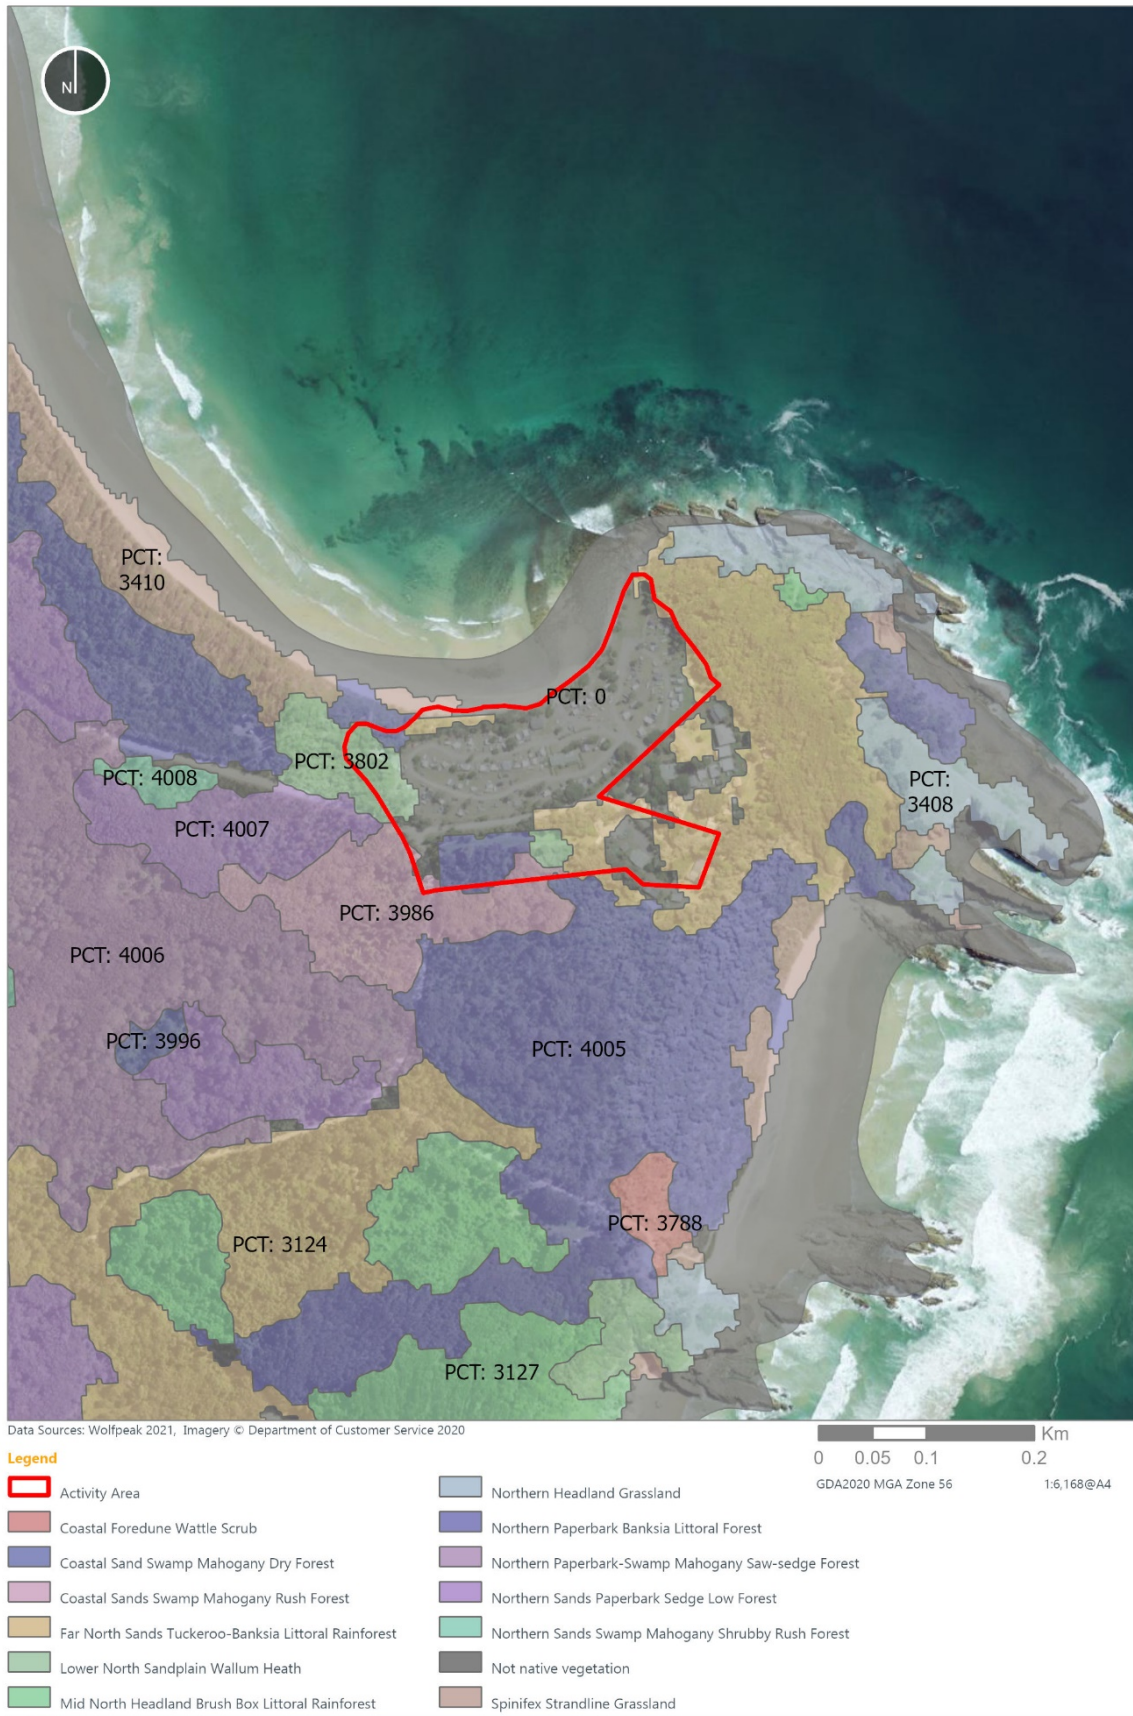 N
PCT:
3410
PCT: 0
PCT: 3802
PCT: 4008
PCT:
3408
PCT: 4007
PCT: 3986
PCT: 4006
PCT: 3996
PCT: 4005
PCT: 3788
PCT: 3124
PCT: 3127
Data Sources: Wolfpeak 2021, Imagery © Department of Customer Service 2020
Km
0 0.05 0.1 0.2
GDA2020 MGA Zone 56 1:6,168@A4
Legend
Activity Area
Coastal Foredune Wattle Scrub
Coastal Sand Swamp Mahogany Dry Forest
Coastal Sands Swamp Mahogany Rush Forest
Far North Sands Tuckeroo-Banksia Littoral Rainforest
Lower North Sandplain Wallum Heath
Mid North Headland Brush Box Littoral Rainforest
Northern Headland Grassland
Northern Paperbark Banksia Littoral Forest
Northern Paperbark-Swamp Mahogany Saw-sedge Forest
Northern Sands Paperbark Sedge Low Forest
Northern Sands Swamp Mahogany Shrubby Rush Forest
Not native vegetation
Spinifex Strandline Grassland